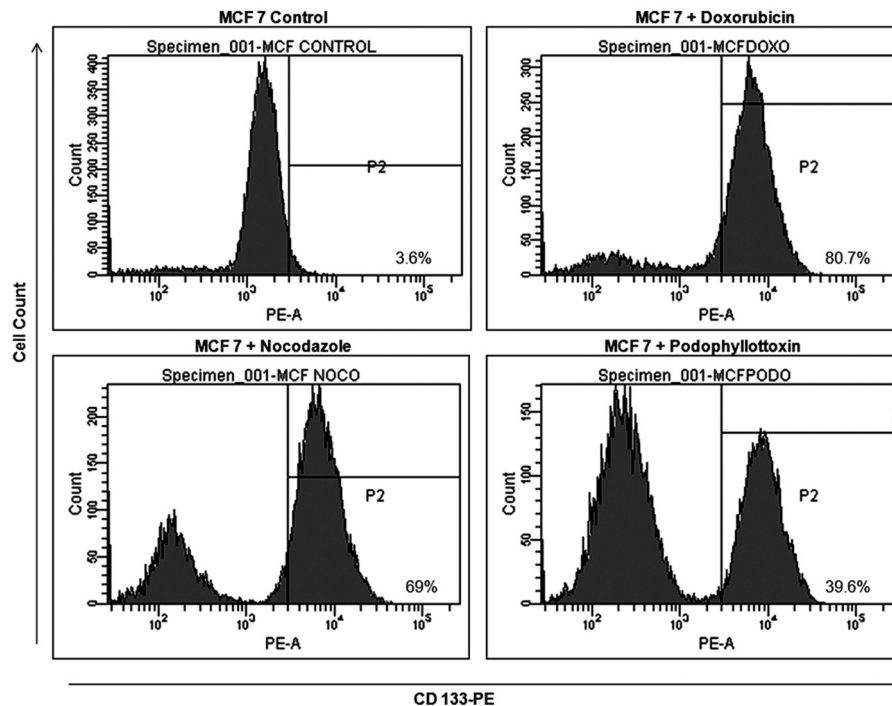 MCF 7 Control
Specimen_001-MCF CONTROL
Count
0 50 100 150 200 250 300 350 400
P2
3.6%
10² 10³ 10⁴ 10⁵
PE-A
MCF 7 + Doxorubicin
Specimen_001-MCFDOXO
Count
0 50 100 150 200 250 300
P2
80.7%
10² 10³ 10⁴ 10⁵
PE-A
Cell Count
MCF 7 + Nocodazole
Specimen_001-MCF NOCO
Count
0 50 100 150 200
P2
69%
10² 10³ 10⁴ 10⁵
PE-A
MCF 7 + Podophyllottoxin
Specimen_001-MCFPODO
Count
0 50 100 150
P2
39.6%
10² 10³ 10⁴ 10⁵
PE-A
CD 133-PE